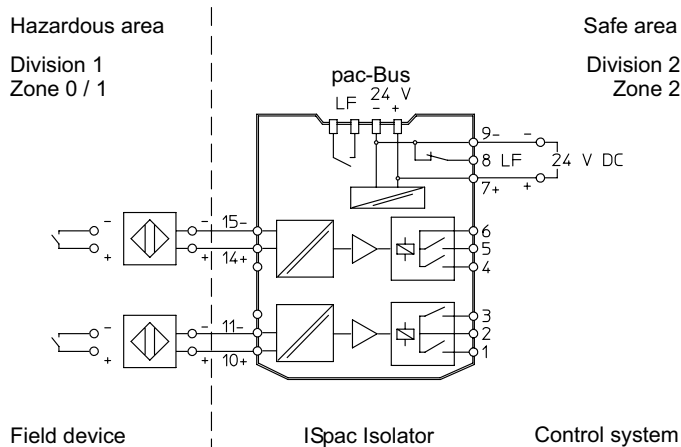 Hazardous area
Safe area
Division 1
Zone 0 / 1
Division 2
Zone 2
pac-Bus
LF 24 V
- +
9- -
8 LF 24 V DC
7+ +
- - 15-
+ + 14+
6
5
4
- - 11-
+ + 10+
3
2
1
Field device
ISpac Isolator
Control system